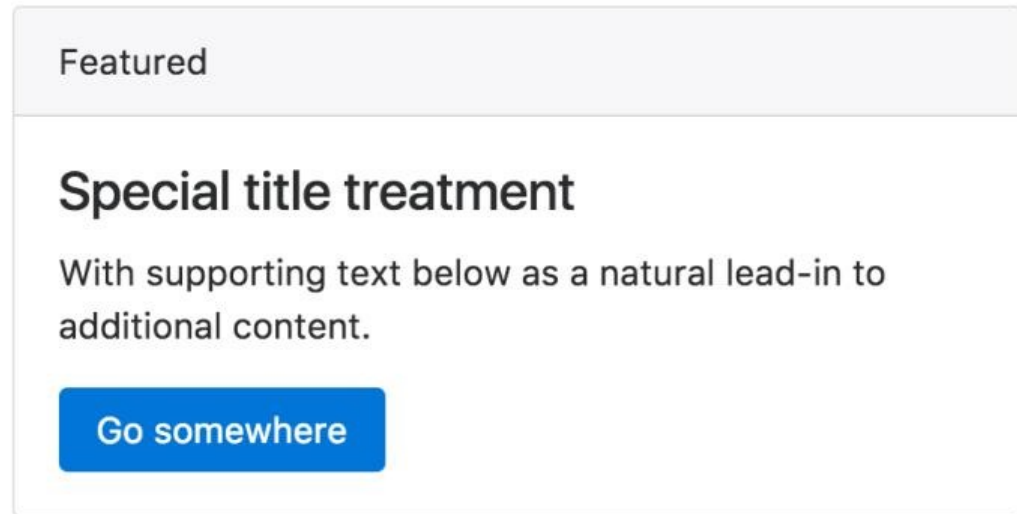 Featured
Special title treatment
With supporting text below as a natural lead-in to
additional content.
Go somewhere